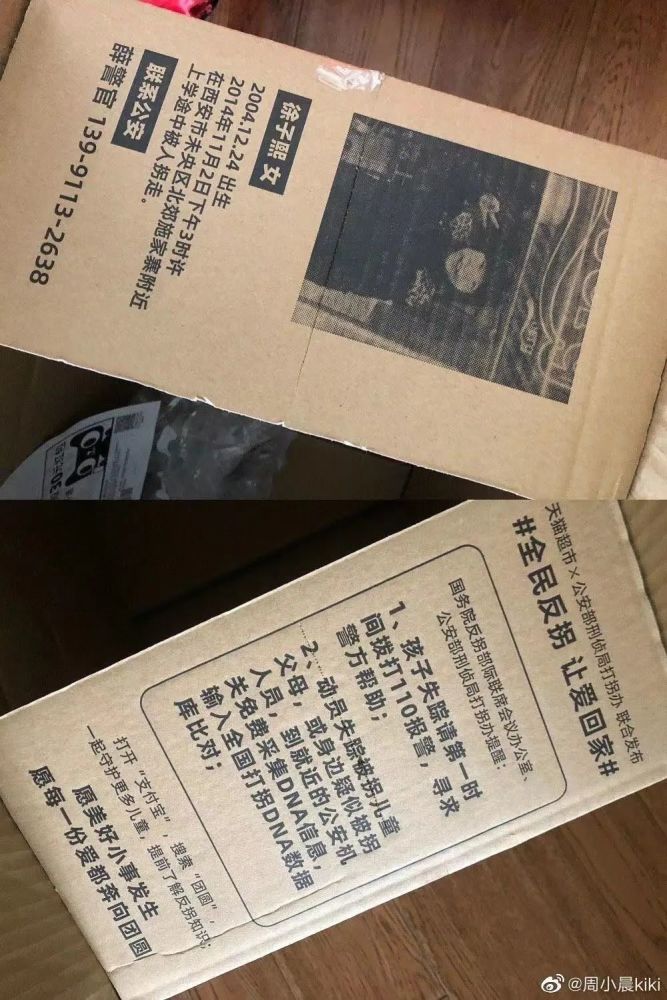 徐子熙 女
2004.12.24 出生
2014年11月2日下午3时许
在西安市未央区北郊施家寨附近
上学途中被人拐走。
联系公安
薛警官 139-9113-2638
天猫超市×公安部刑侦局打拐办 联合发布
#全民反拐 让爱回家#
国务院反拐部际联席会议办公室、
公安部刑侦局打拐办提醒：
1、孩子失踪请第一时
间拨打110报警，寻求
警方帮助；
2、动员失踪被拐儿童
父母，或身边疑似被拐
人员，到就近的公安机
关免费采集DNA信息，
输入全国打拐DNA数据
库比对；
打开“支付宝”，搜索“团圆”，
一起守护更多儿童，提前了解反拐知识；
愿美好小事发生
愿每一份爱都奔向团圆
@周小晨kiki